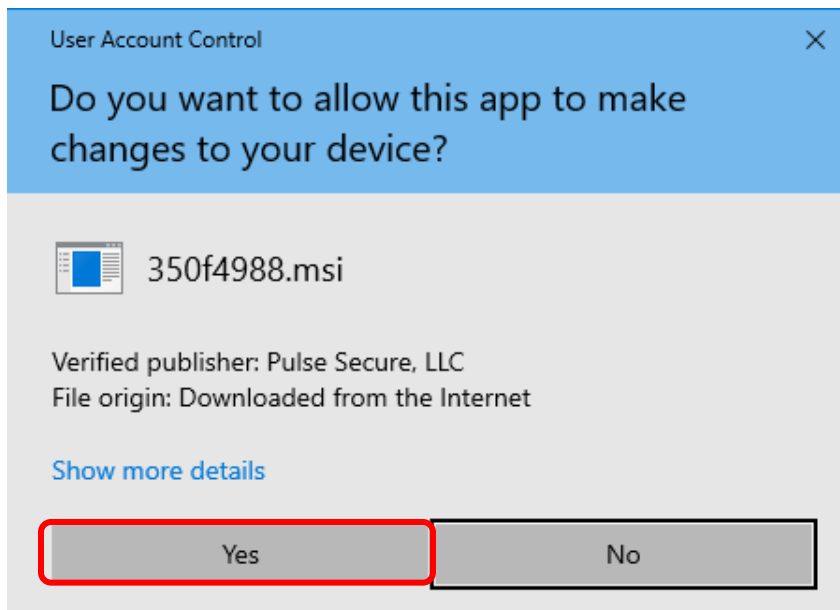 User Account Control
Do you want to allow this app to make
changes to your device?
350f4988.msi
Verified publisher: Pulse Secure, LLC
File origin: Downloaded from the Internet
Show more details
Yes
No